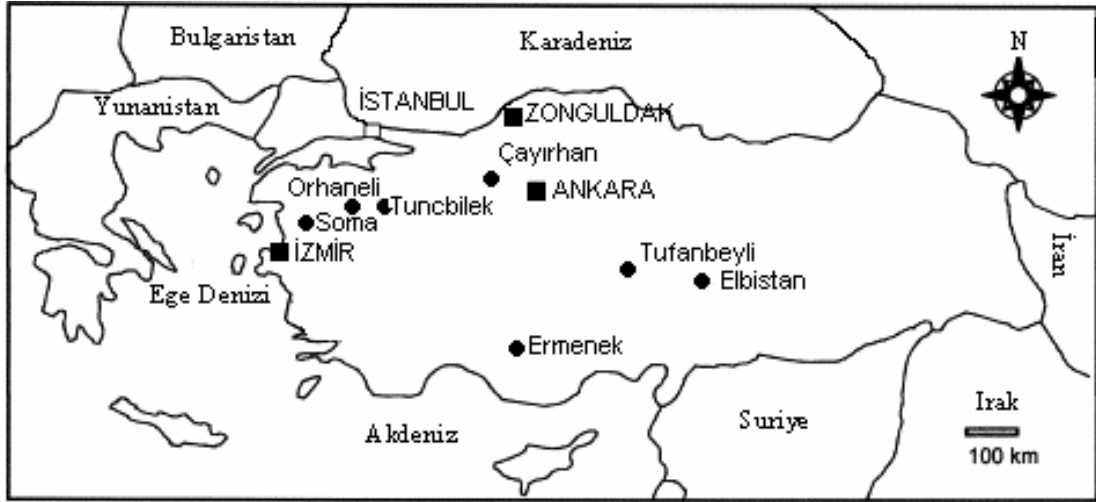 Bulgaristan
Karadeniz
N
Yunanistan
İSTANBUL
ZONGULDAK
Çayırhan
Orhaneli
ANKARA
Tuncbilek
Soma
İZMİR
Tufanbeyli
İran
Ege Denizi
Elbistan
Ermenek
Akdeniz
Suriye
Irak
100 km